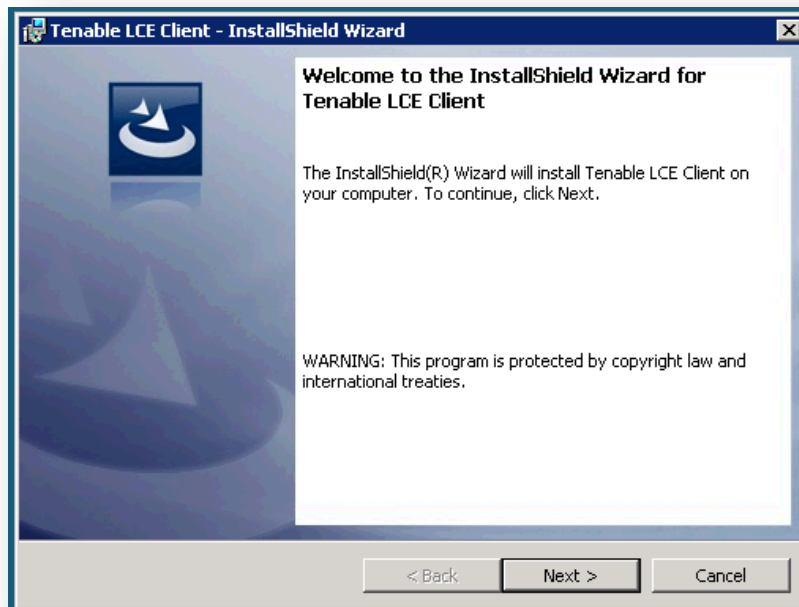 Tenable LCE Client - InstallShield Wizard
Welcome to the InstallShield Wizard for
Tenable LCE Client
The InstallShield(R) Wizard will install Tenable LCE Client on
your computer. To continue, click Next.
WARNING: This program is protected by copyright law and
international treaties.
< Back Next > Cancel